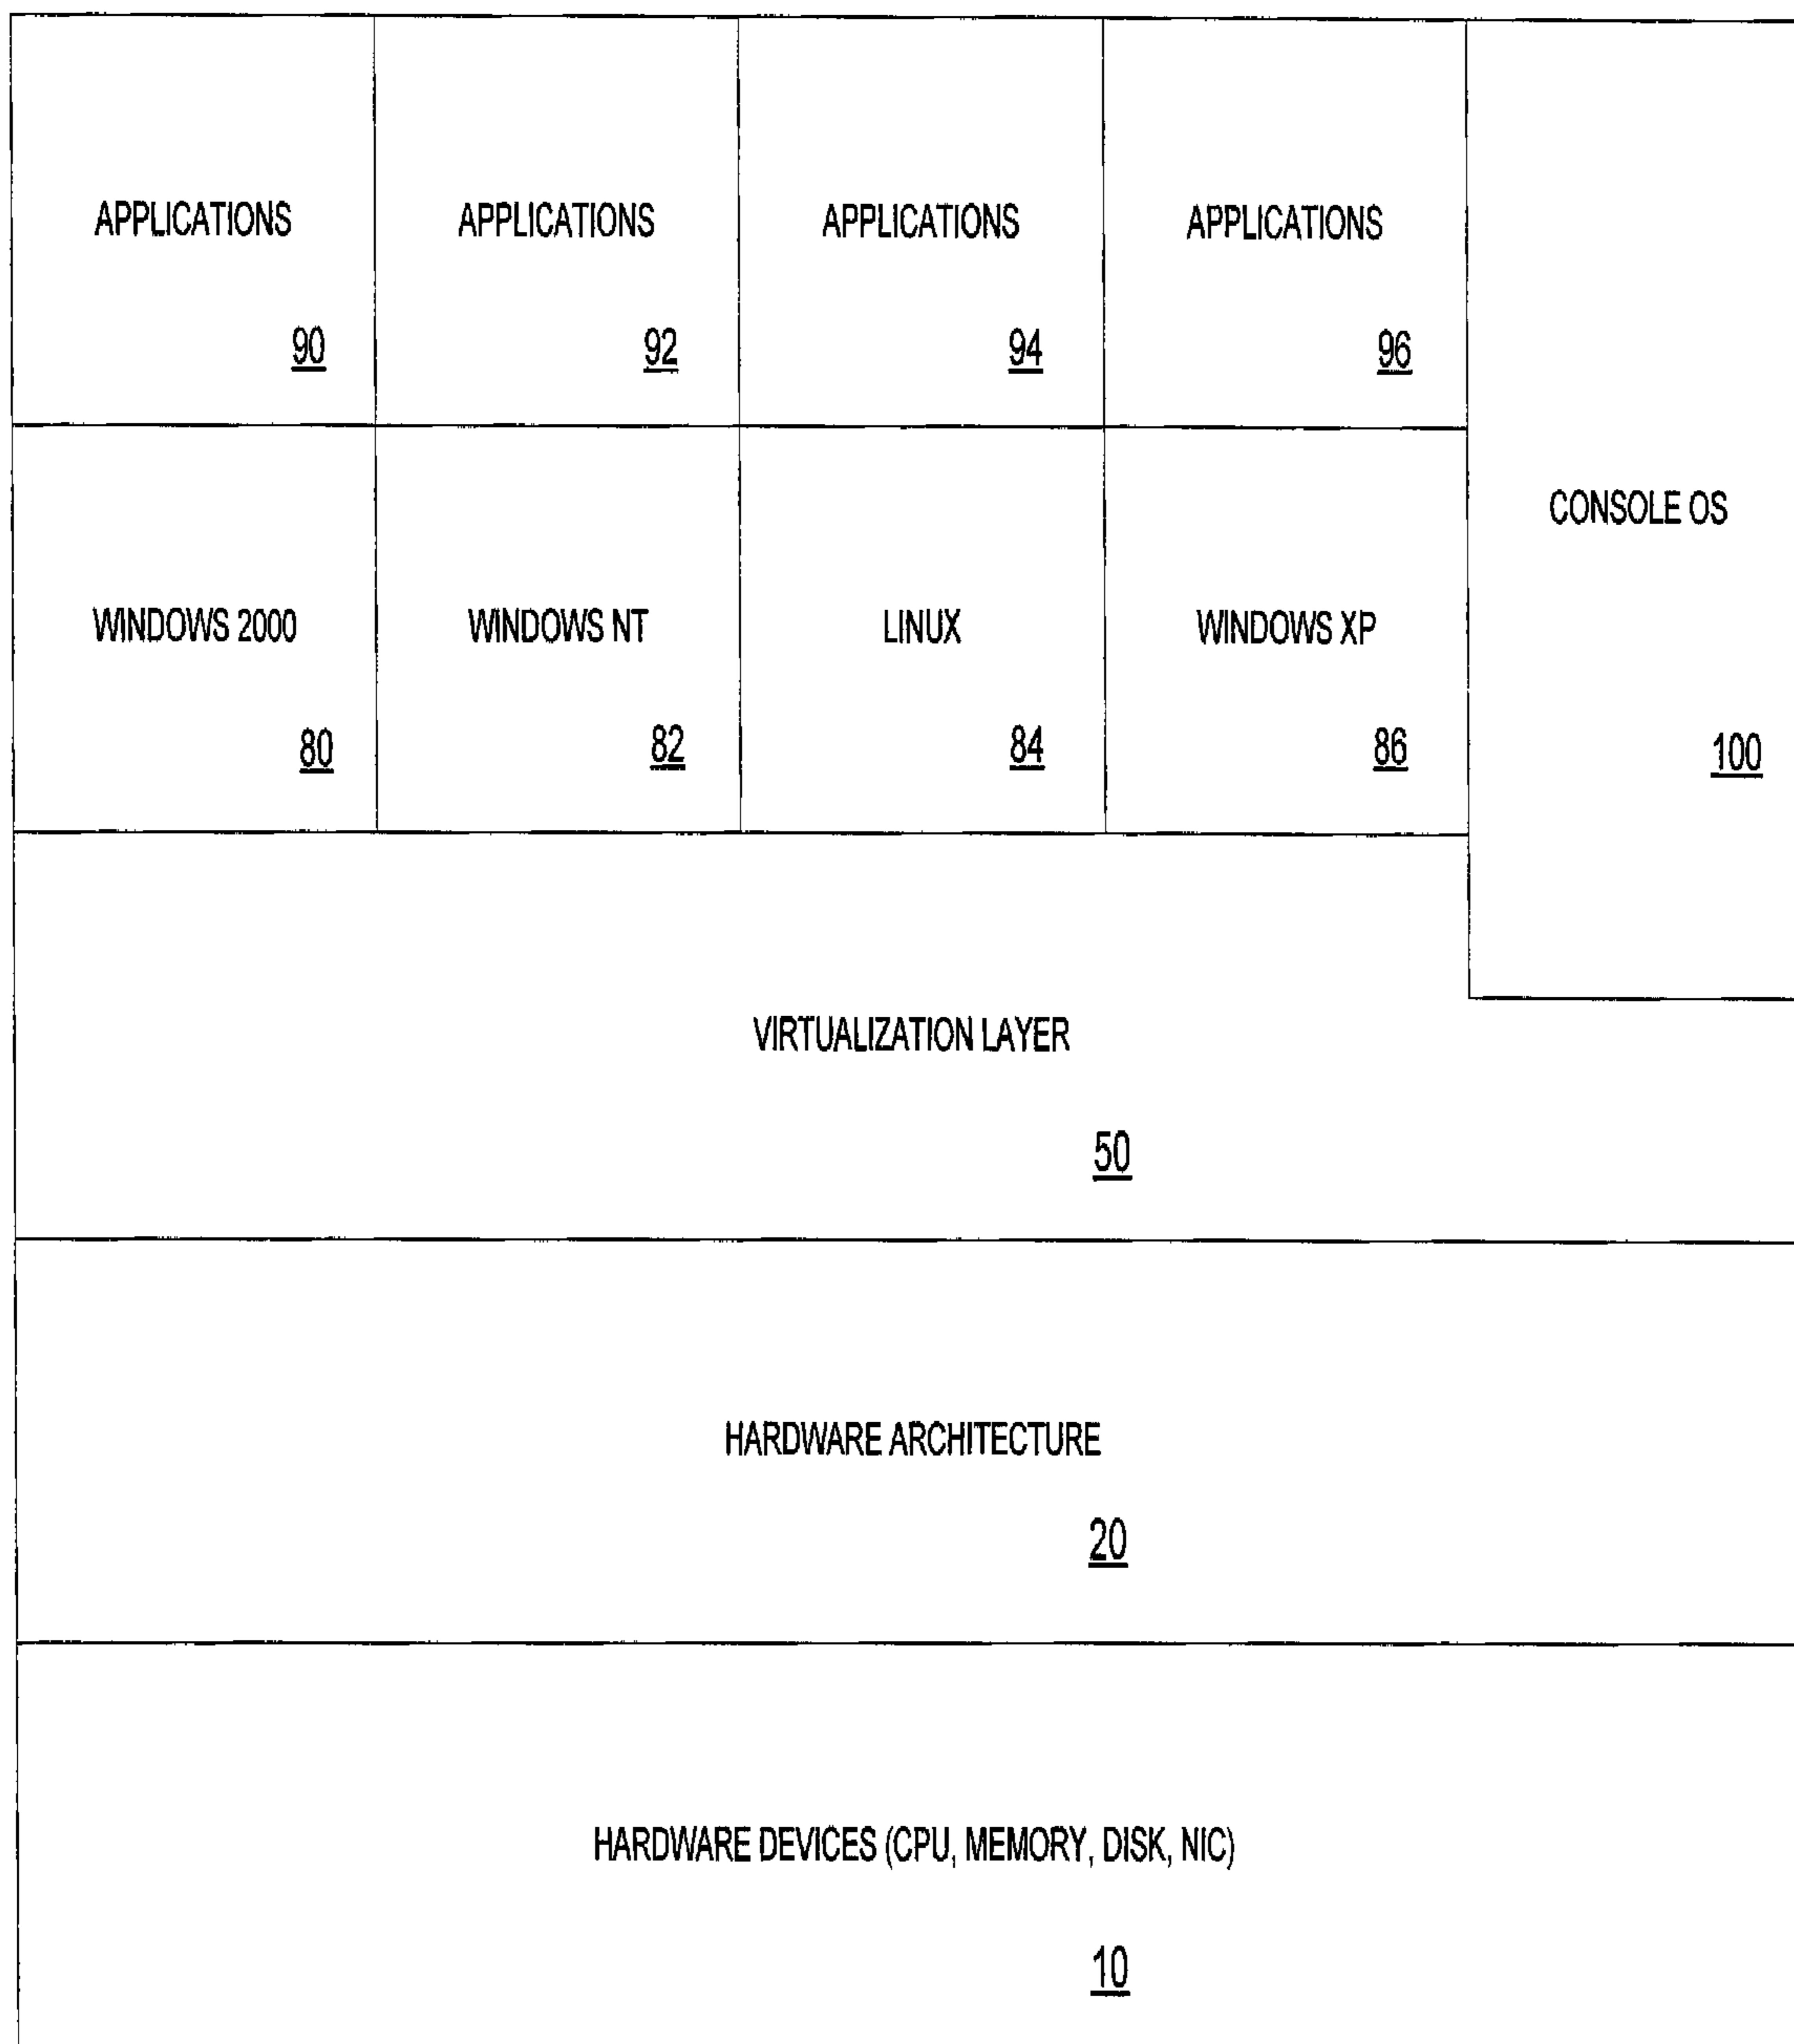 APPLICATIONS
90
APPLICATIONS
92
APPLICATIONS
94
APPLICATIONS
96
CONSOLE OS
100
WINDOWS 2000
80
WINDOWS NT
82
LINUX
84
WINDOWS XP
86
VIRTUALIZATION LAYER
50
HARDWARE ARCHITECTURE
20
HARDWARE DEVICES (CPU, MEMORY, DISK, NIC)
10